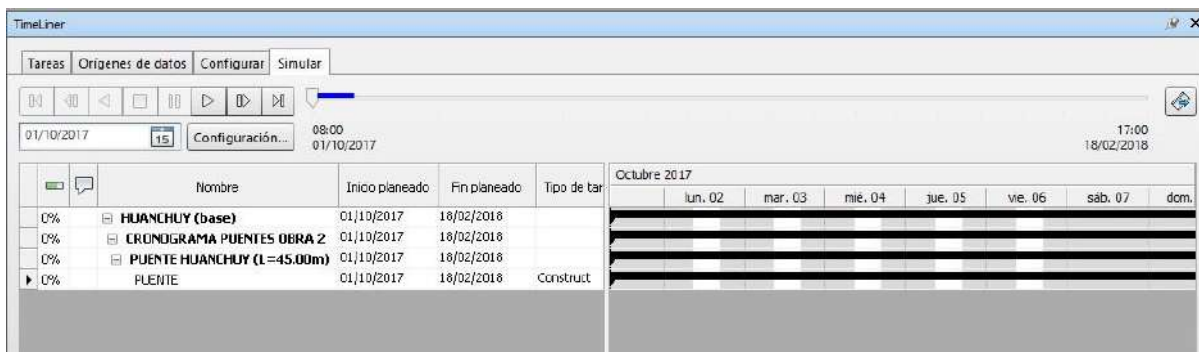 TimeLiner
Tareas Orígenes de datos Configurar Simular
01/10/2017 15 Configuración... 08:00 17:00
01/10/2017 18/02/2018
Nombre Inicio planeado Fin planeado Tipo de tar Octubre 2017
lun. 02 mar. 03 mié. 04 jue. 05 vie. 06 sáb. 07 dom.
0% HUANCHUY (base) 01/10/2017 18/02/2018
0% CRONOGRAMA PUENTES OBRA 2 01/10/2017 18/02/2018
0% PUENTE HUANCHUY (L=45.00m) 01/10/2017 18/02/2018
0% PUENTE 01/10/2017 18/02/2018 Construct